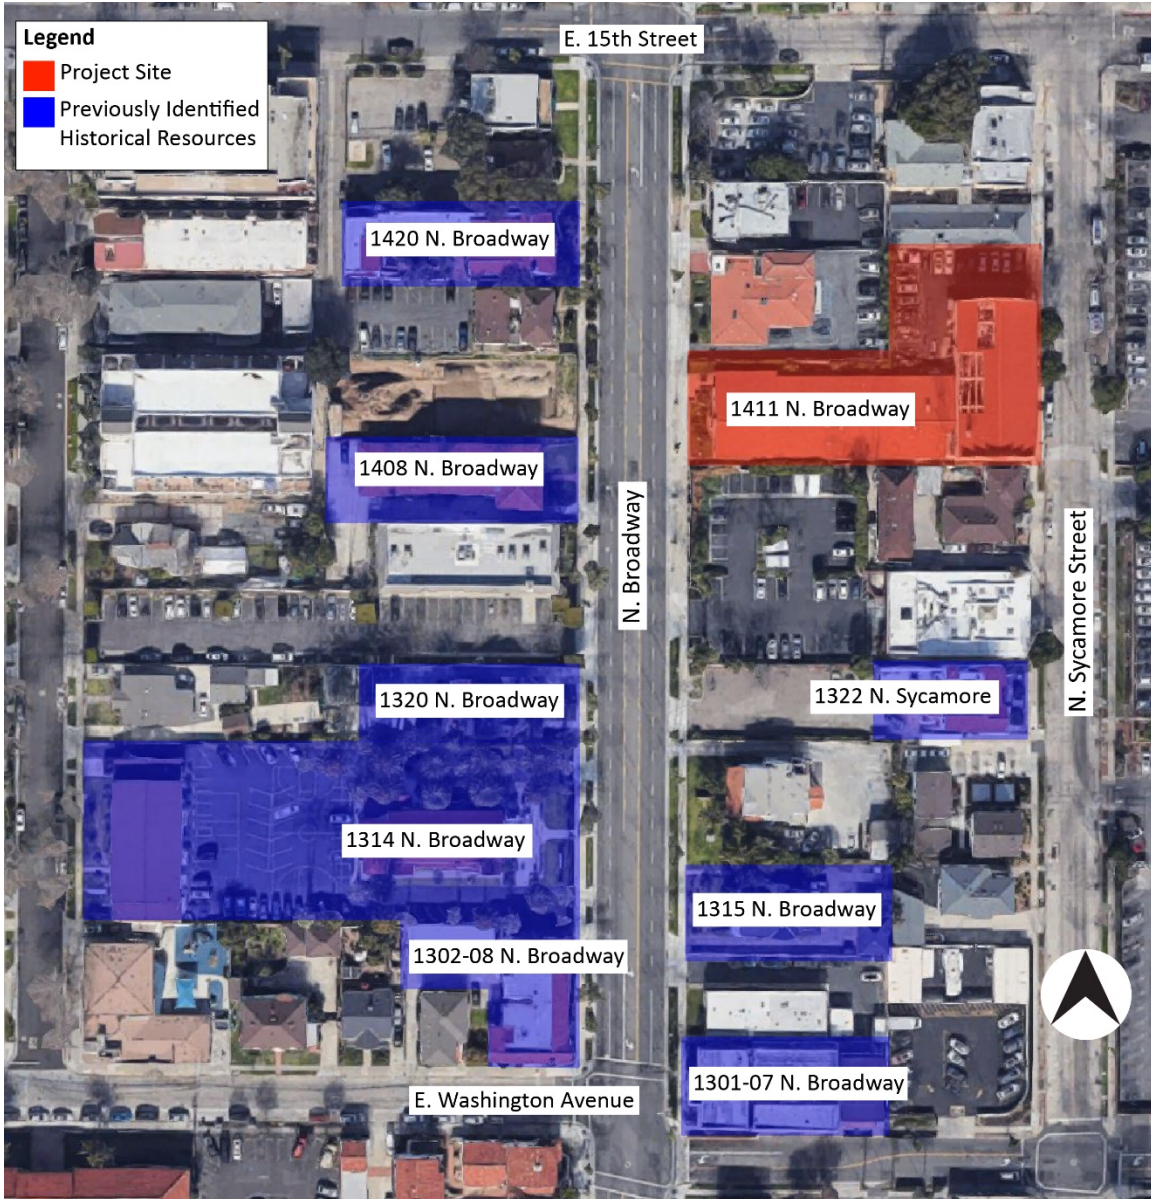 Legend
Project Site
Previously Identified
Historical Resources
E. 15th Street
1420 N. Broadway
1411 N. Broadway
1408 N. Broadway
N. Broadway
N. Sycamore Street
1320 N. Broadway
1322 N. Sycamore
1314 N. Broadway
1315 N. Broadway
1302-08 N. Broadway
1301-07 N. Broadway
E. Washington Avenue